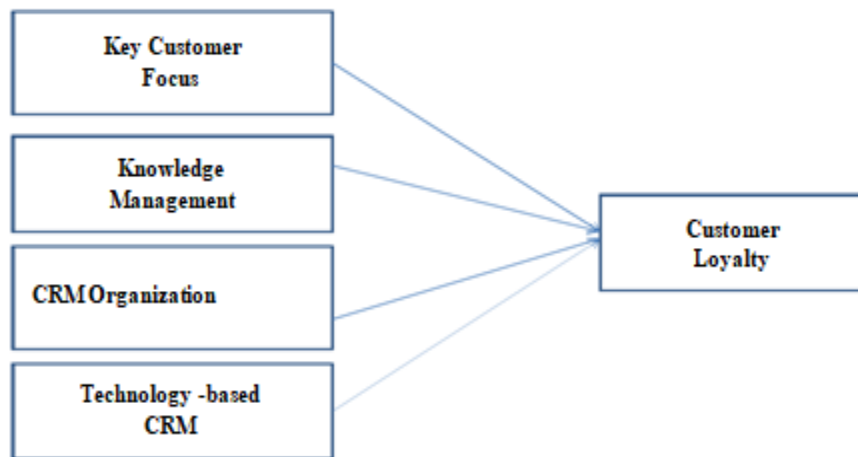 Key Customer
Focus
Knowledge
Management
CRM Organization
Technology -based
CRM
Customer
Loyalty